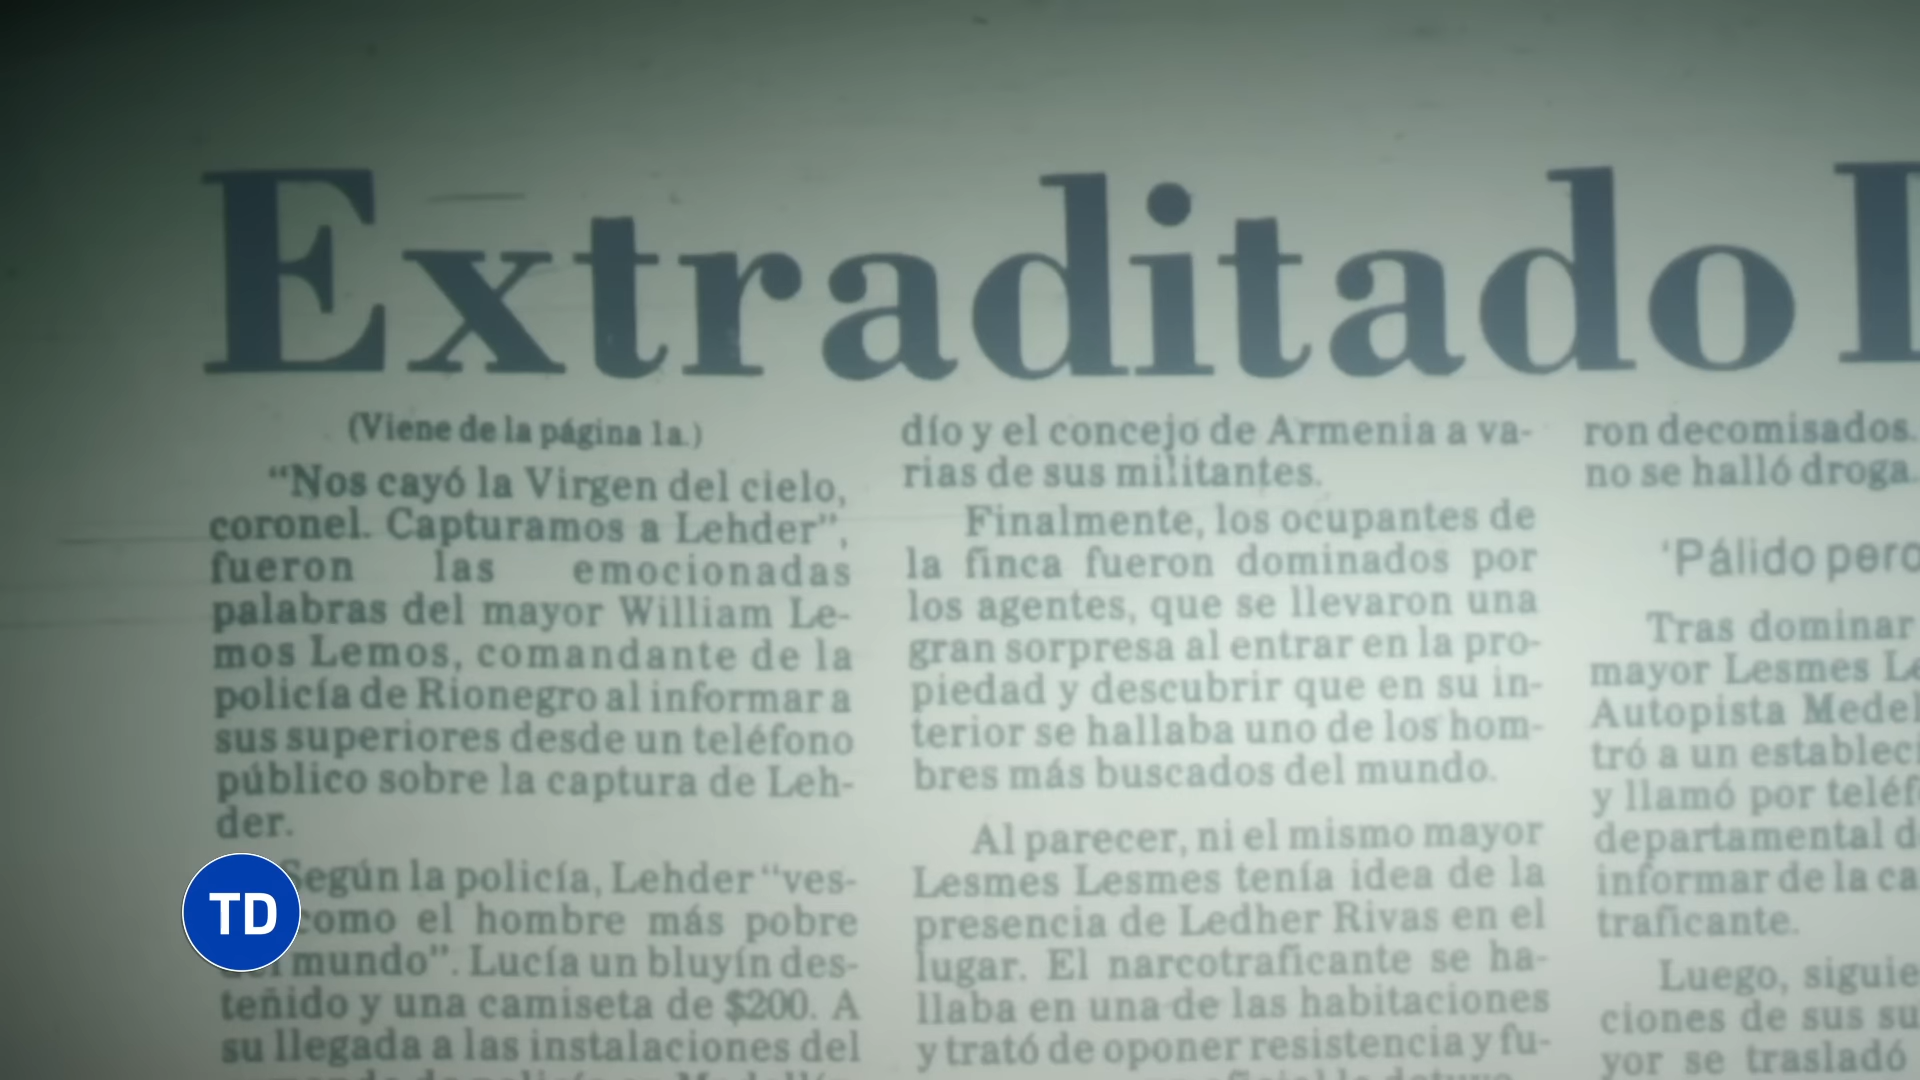 Extraditado
(Viene de la página 1a.)
“Nos cayó la Virgen del cielo,
coronel. Capturamos a Lehder”,
fueron las emocionadas
palabras del mayor William Le-
mos Lemos, comandante de la
policía de Rionegro al informar a
sus superiores desde un teléfono
público sobre la captura de Leh-
der.
Según la policía, Lehder “ves-
como el hombre más pobre
mundo”. Lucía un bluyín des-
teñido y una camiseta de $200. A
su llegada a las instalaciones del
dío y el concejo de Armenia a va-
rias de sus militantes.
Finalmente, los ocupantes de
la finca fueron dominados por
los agentes, que se llevaron una
gran sorpresa al entrar en la pro-
piedad y descubrir que en su in-
terior se hallaba uno de los hom-
bres más buscados del mundo.
Al parecer, ni el mismo mayor
Lesmes Lesmes tenía idea de la
presencia de Ledher Rivas en el
lugar. El narcotraficante se ha-
llaba en una de las habitaciones
y trató de oponer resistencia y fu-
ron decomisados.
no se halló droga.
‘Pálido pero
Tras dominar
mayor Lesmes Le
Autopista Medel
tró a un estableci
y llamó por teléf
departamental d
informar de la ca
traficante.
Luego, siguie
ciones de sus su
yor se trasladó
TD